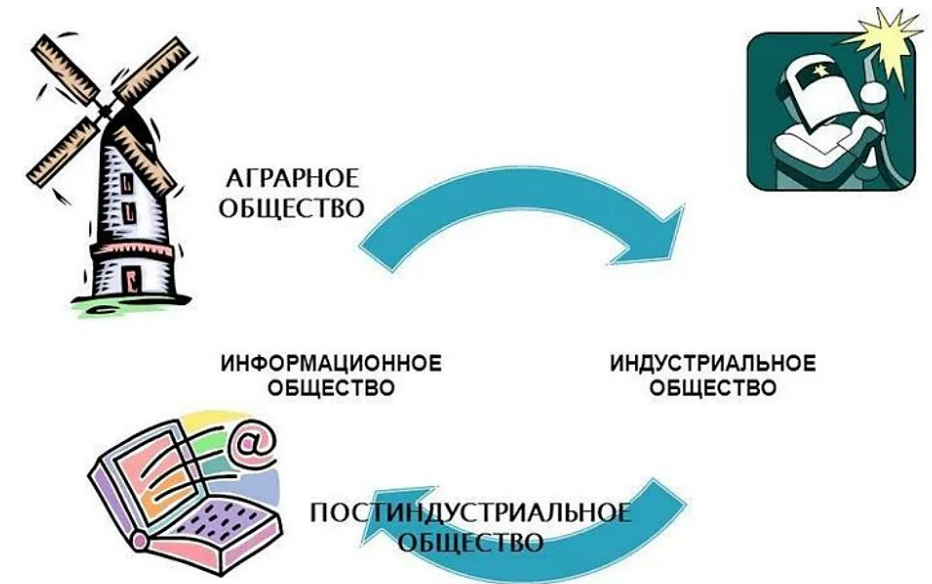 АГРАРНОЕ
ОБЩЕСТВО
ИНФОРМАЦИОННОЕ
ОБЩЕСТВО
ИНДУСТРИАЛЬНОЕ
ОБЩЕСТВО
@
ПОСТИНДУСТРИАЛЬНОЕ
ОБЩЕСТВО